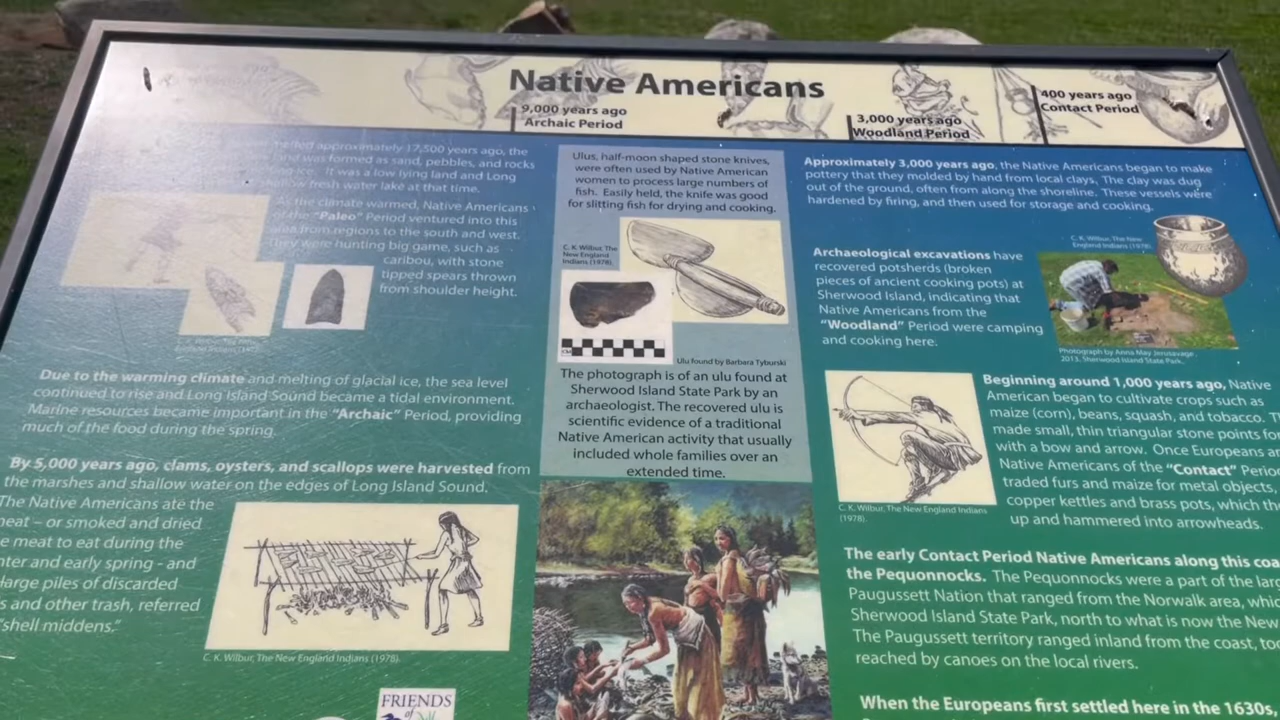 Native Americans
9,000 years ago
Archaic Period
3,000 years ago
Woodland Period
400 years ago
Contact Period
approximately 17,500 years ago, the
land was formed as sand, pebbles, and rocks
ice. It was a low lying land and Long
fresh water lake at that time.
As the climate warmed, Native Americans
of the "Paleo" Period ventured into this
area from regions to the south and west.
They were hunting big game, such as
caribou, with stone
tipped spears thrown
from shoulder height.
Due to the warming climate and melting of glacial ice, the sea level
continued to rise and Long Island Sound became a tidal environment.
Marine resources became important in the "Archaic" Period, providing
much of the food during the spring.
By 5,000 years ago, clams, oysters, and scallops were harvested from
the marshes and shallow water on the edges of Long Island Sound.
The Native Americans ate the
meat – or smoked and dried
meat to eat during the
and early spring - and
large piles of discarded
and other trash, referred
"shell middens."
C. K. Wilbur, The New England Indians (1978).
FRIENDS
of
Ulus, half-moon shaped stone knives,
were often used by Native American
women to process large numbers of
fish. Easily held, the knife was good
for slitting fish for drying and cooking.
C. K. Wilbur, The
New England
Indians (1978).
CM
Ulu found by Barbara Tyburski
The photograph is of an ulu found at
Sherwood Island State Park by an
archaeologist. The recovered ulu is
scientific evidence of a traditional
Native American activity that usually
included whole families over an
extended time.
Approximately 3,000 years ago, the Native Americans began to make
pottery that they molded by hand from local clays. The clay was dug
out of the ground, often from along the shoreline. These vessels were
hardened by firing, and then used for storage and cooking.
C. K. Wilbur, The New
England Indians (1978).
Archaeological excavations have
recovered potsherds (broken
pieces of ancient cooking pots) at
Sherwood Island, indicating that
Native Americans from the
"Woodland" Period were camping
and cooking here.
Photograph by Anna May Jerusavage
2013, Sherwood Island State Park.
C. K. Wilbur, The New England Indians
(1978).
Beginning around 1,000 years ago, Native
American began to cultivate crops such as
maize (corn), beans, squash, and tobacco.
made small, thin triangular stone points
with a bow and arrow. Once Europeans
Native Americans of the "Contact"
traded furs and maize for metal objects,
copper kettles and brass pots, which
up and hammered into arrowheads.
The early Contact Period Native Americans along this
the Pequonnocks. The Pequonnocks were a part of the
Paugussett Nation that ranged from the Norwalk area,
Sherwood Island State Park, north to what is now the New
The Paugussett territory ranged inland from the coast,
reached by canoes on the local rivers.
When the Europeans first settled here in the 1630s,